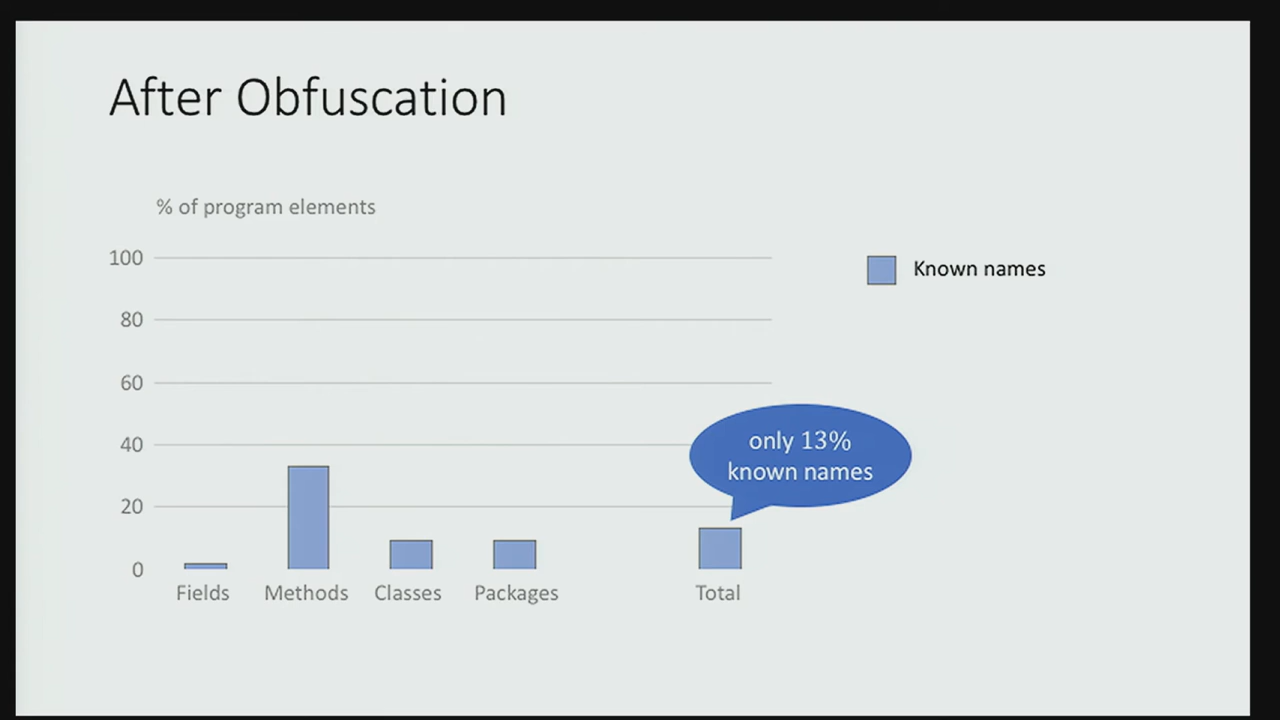 After Obfuscation
% of program elements
100
80
60
40
20
0
Known names
only 13%
known names
Fields
Methods
Classes
Packages
Total